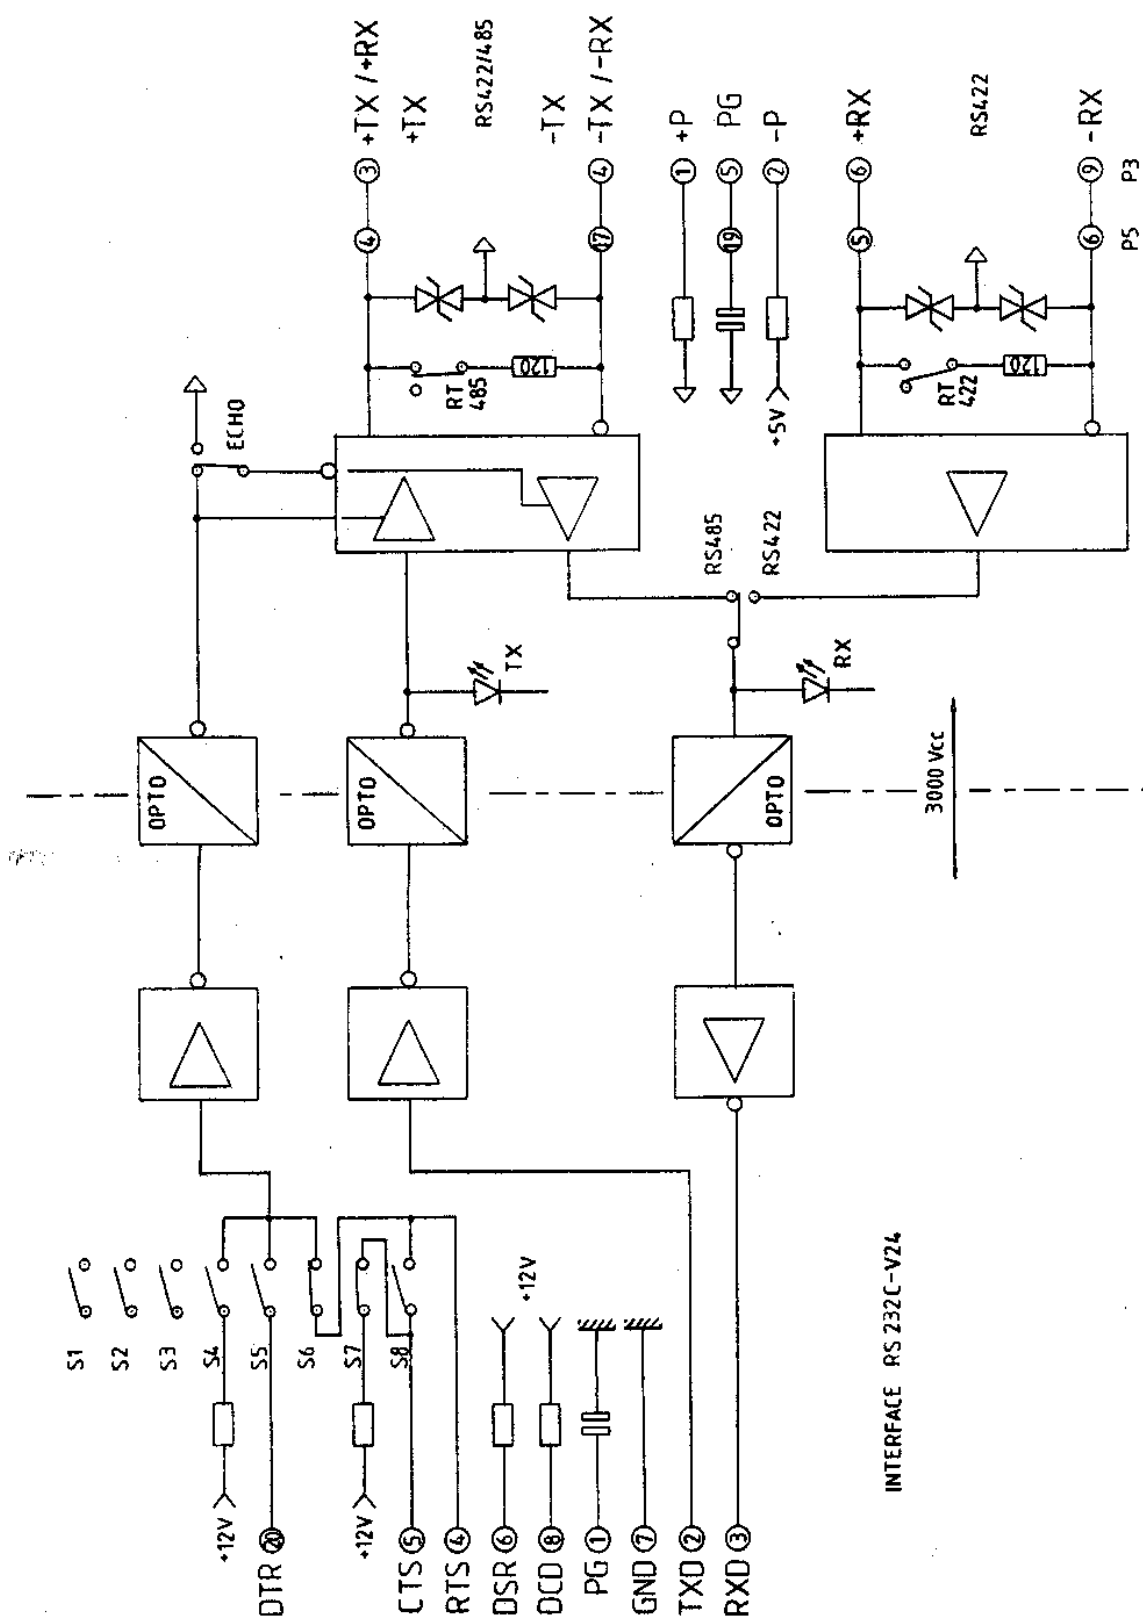 +12V
DTR 20
+12V
CTS 5
RTS 4
DSR 6
DCD 8
PG 1
GND 7
TXD 2
RXD 3
S1
S2
S3
S4
S5
S6
S7
S8
+12V
INTERFACE RS 232C-V24
OPTO
OPTO
OPTO
3000 Vcc
TX
RX
RS485
RS422
ECHO
RT
485
120
+5V
RT
422
120
4
17
19
5
6
P5
3
4
1
5
2
6
9
P3
+TX / +RX
+TX
RS422/485
-TX
-TX / -RX
+P
PG
-P
+RX
RS422
-RX